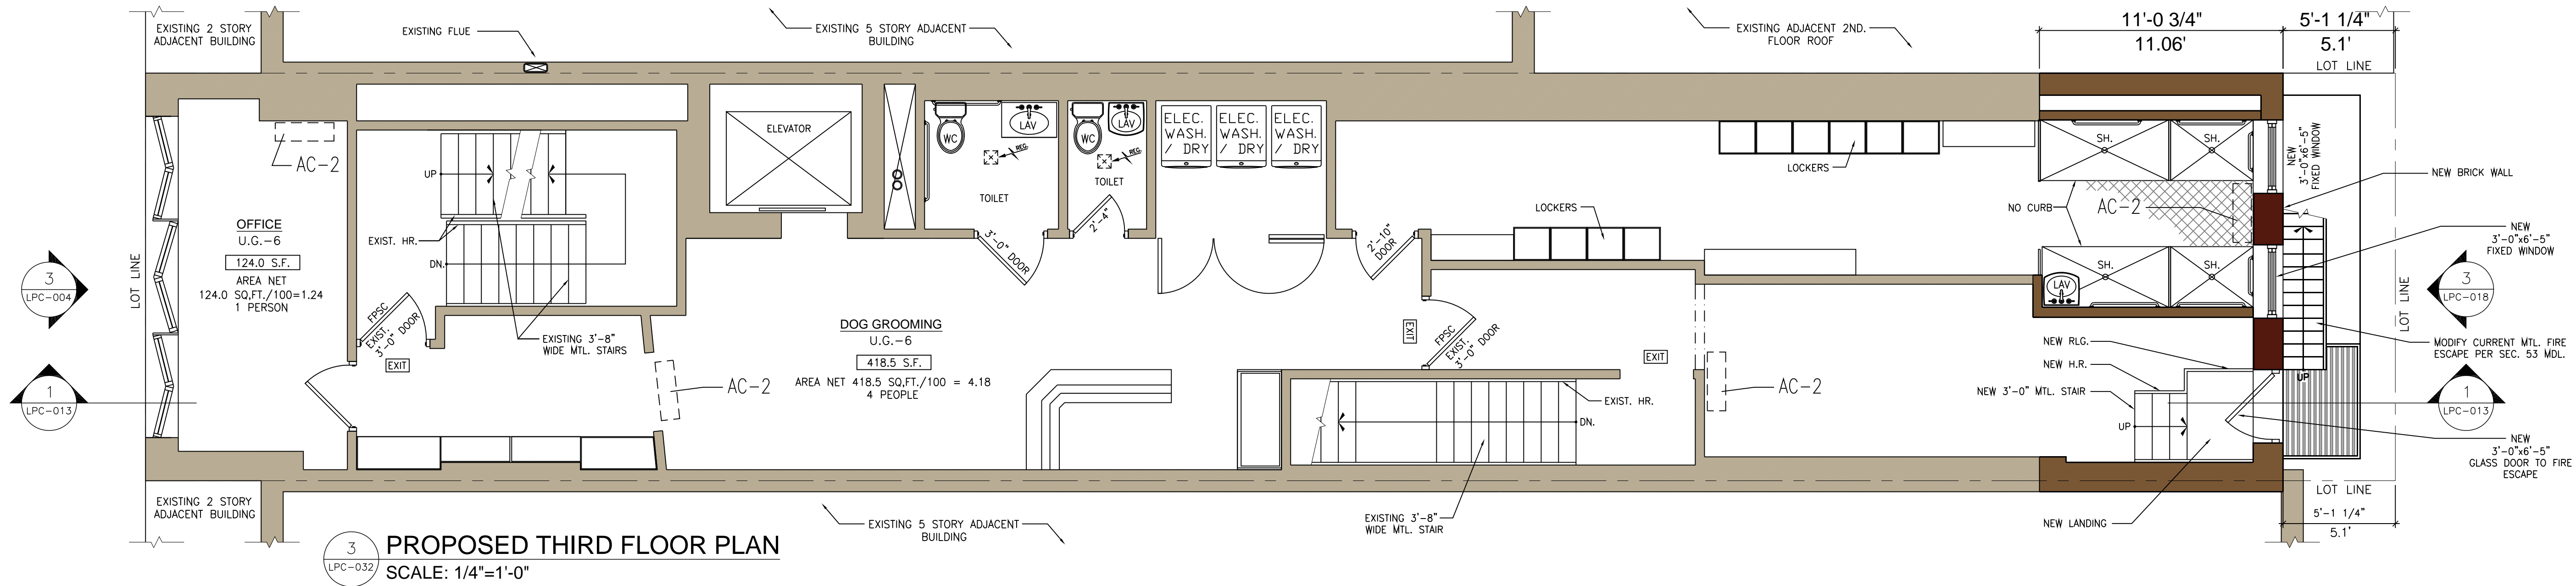 EXISTING 2 STORY
ADJACENT BUILDING
EXISTING FLUE
EXISTING 5 STORY ADJACENT
BUILDING
EXISTING ADJACENT 2ND.
FLOOR ROOF
11'-0 3/4"
11.06'
5'-1 1/4"
5.1'
LOT LINE
AC-2
UP
EXIST. HR.
DN.
ELEVATOR
WC
LAV
REG.
TOILET
3'-0" DOOR
WC
LAV
REG.
TOILET
2'-4"
ELEC.
WASH.
/ DRY
ELEC.
WASH.
/ DRY
ELEC.
WASH.
/ DRY
LOCKERS
LOCKERS
2'-10"
DOOR
SH.
SH.
NEW
3'-0"x6'-5"
FIXED WINDOW
NEW BRICK WALL
NO CURB
AC-2
NEW
3'-0"x6'-5"
FIXED WINDOW
SH.
SH.
LAV
OFFICE
U.G.-6
124.0 S.F.
AREA NET
124.0 SQ,FT./100=1.24
1 PERSON
LOT LINE
3
LPC-004
1
LPC-013
FPSC
EXIST.
3'-0" DOOR
EXIT
EXISTING 3'-8"
WIDE MTL. STAIRS
AC-2
DOG GROOMING
U.G.-6
418.5 S.F.
AREA NET 418.5 SQ,FT./100 = 4.18
4 PEOPLE
EXIT
FPSC
EXIST.
3'-0" DOOR
EXIT
AC-2
EXIST. HR.
DN.
EXISTING 3'-8"
WIDE MTL. STAIR
NEW RLG.
NEW H.R.
NEW 3'-0" MTL. STAIR
UP
NEW LANDING
UP
LOT LINE
3
LPC-018
MODIFY CURRENT MTL. FIRE
ESCAPE PER SEC. 53 MDL.
1
LPC-013
NEW
3'-0"x6'-5"
GLASS DOOR TO FIRE
ESCAPE
LOT LINE
5'-1 1/4"
5.1'
EXISTING 2 STORY
ADJACENT BUILDING
EXISTING 5 STORY ADJACENT
BUILDING
3
LPC-032
PROPOSED THIRD FLOOR PLAN
SCALE: 1/4"=1'-0"